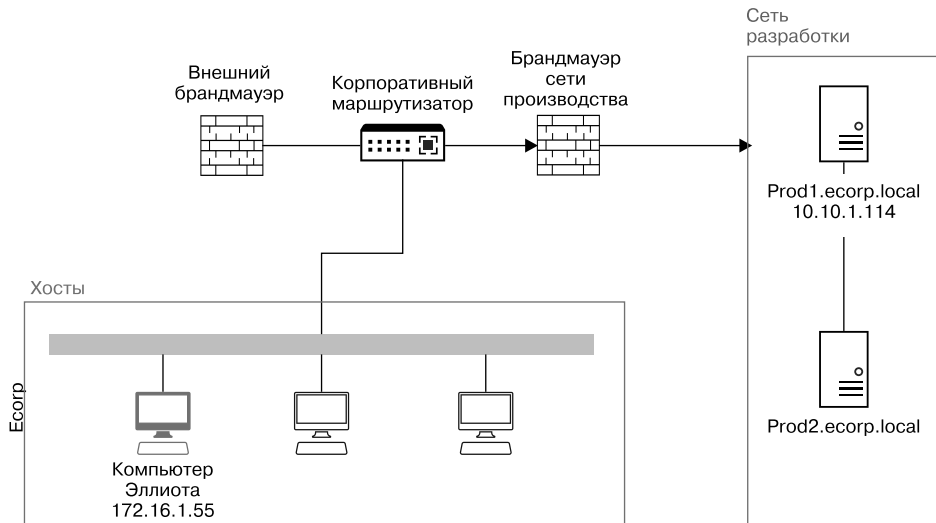 Сеть
разработки
Внешний
брандмауэр
Корпоративный
маршрутизатор
Брандмауэр
сети
производства
Prod1.ecorp.local
10.10.1.114
Хосты
Ecorp
Компьютер
Эллиота
172.16.1.55
Prod2.ecorp.local